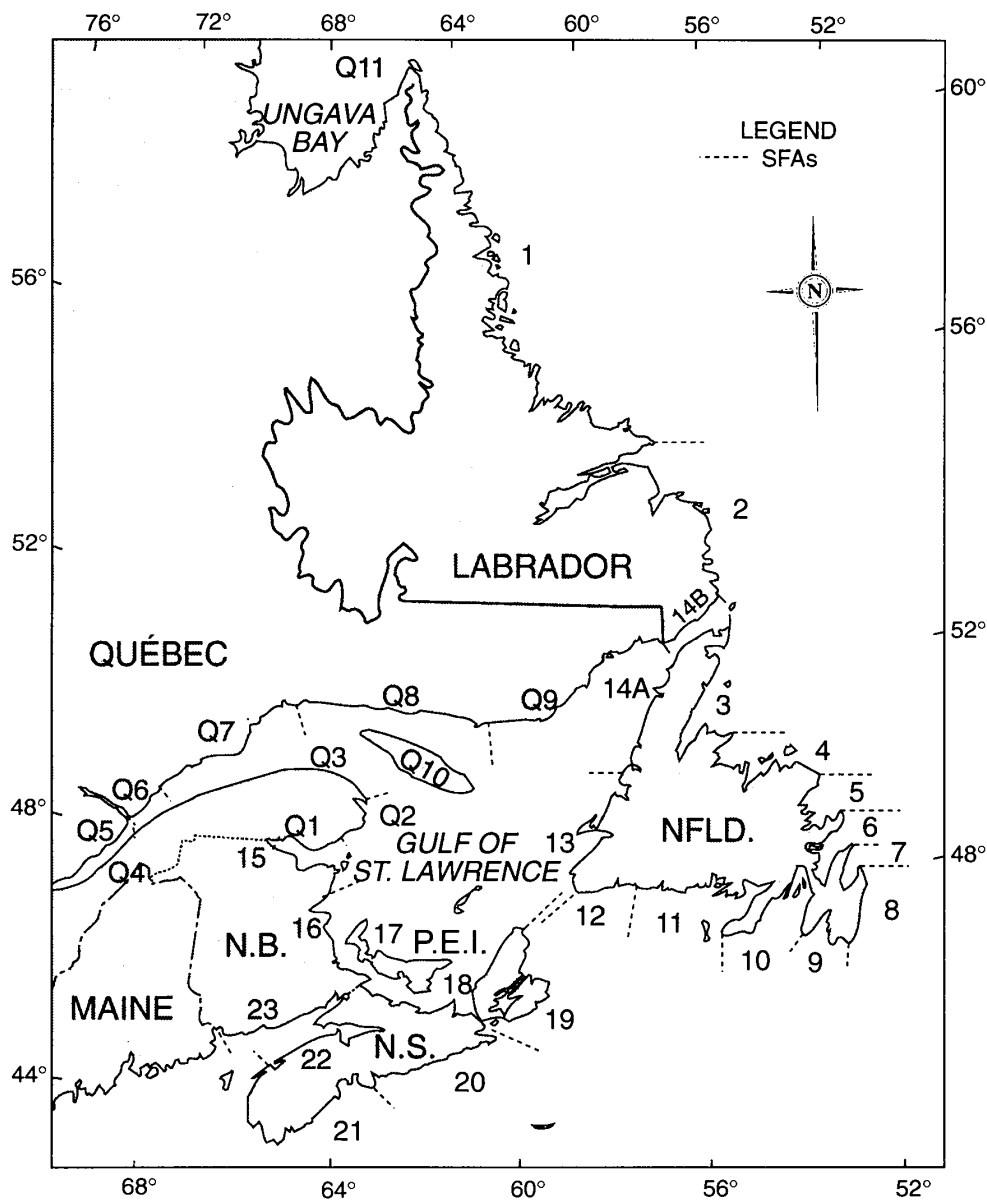 76° 72° 68° 64° 60° 56° 52°
Q11
60°
UNGAVA
BAY
LEGEND
SFAs
1
N
56°
56°
2
52°
LABRADOR
14B
52°
QUÉBEC
14A
Q8
Q9
3
Q7
Q3
4
Q10
Q6
5
48°
Q2
Q5
Q1
6
NFLD.
GULF OF
13
15
7
48°
ST. LAWRENCE
Q4
12
11
8
16
17
P.E.I.
N.B.
10
9
18
MAINE
23
19
N.S.
22
44°
20
21
68° 64° 60° 56° 52°